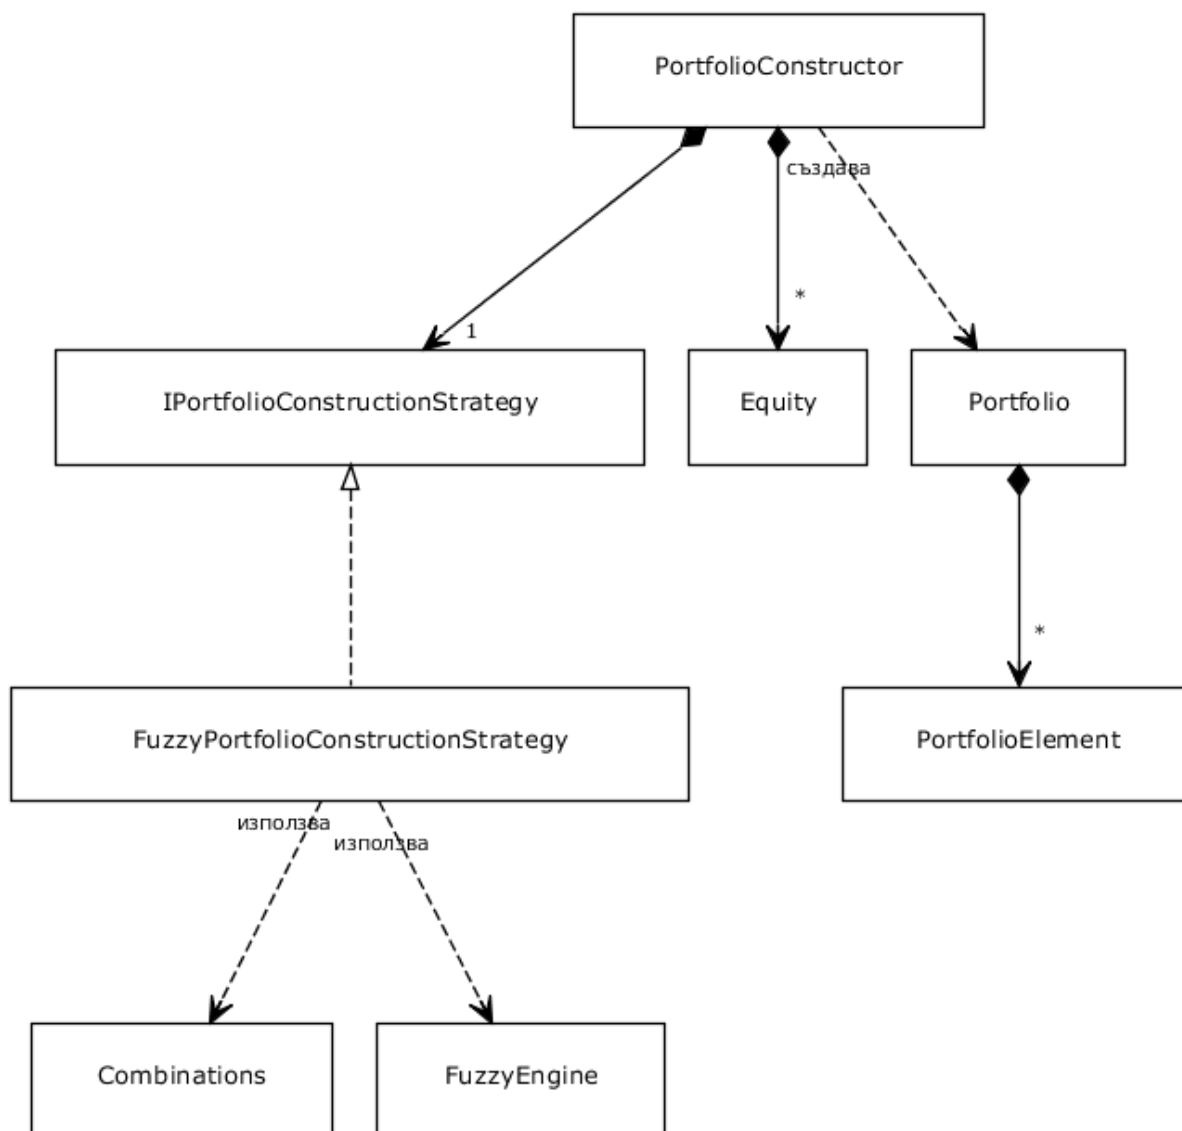 PortfolioConstructor
създава
*
1
IPortfolioConstructionStrategy
Equity
Portfolio
*
FuzzyPortfolioConstructionStrategy
PortfolioElement
използва
използва
Combinations
FuzzyEngine